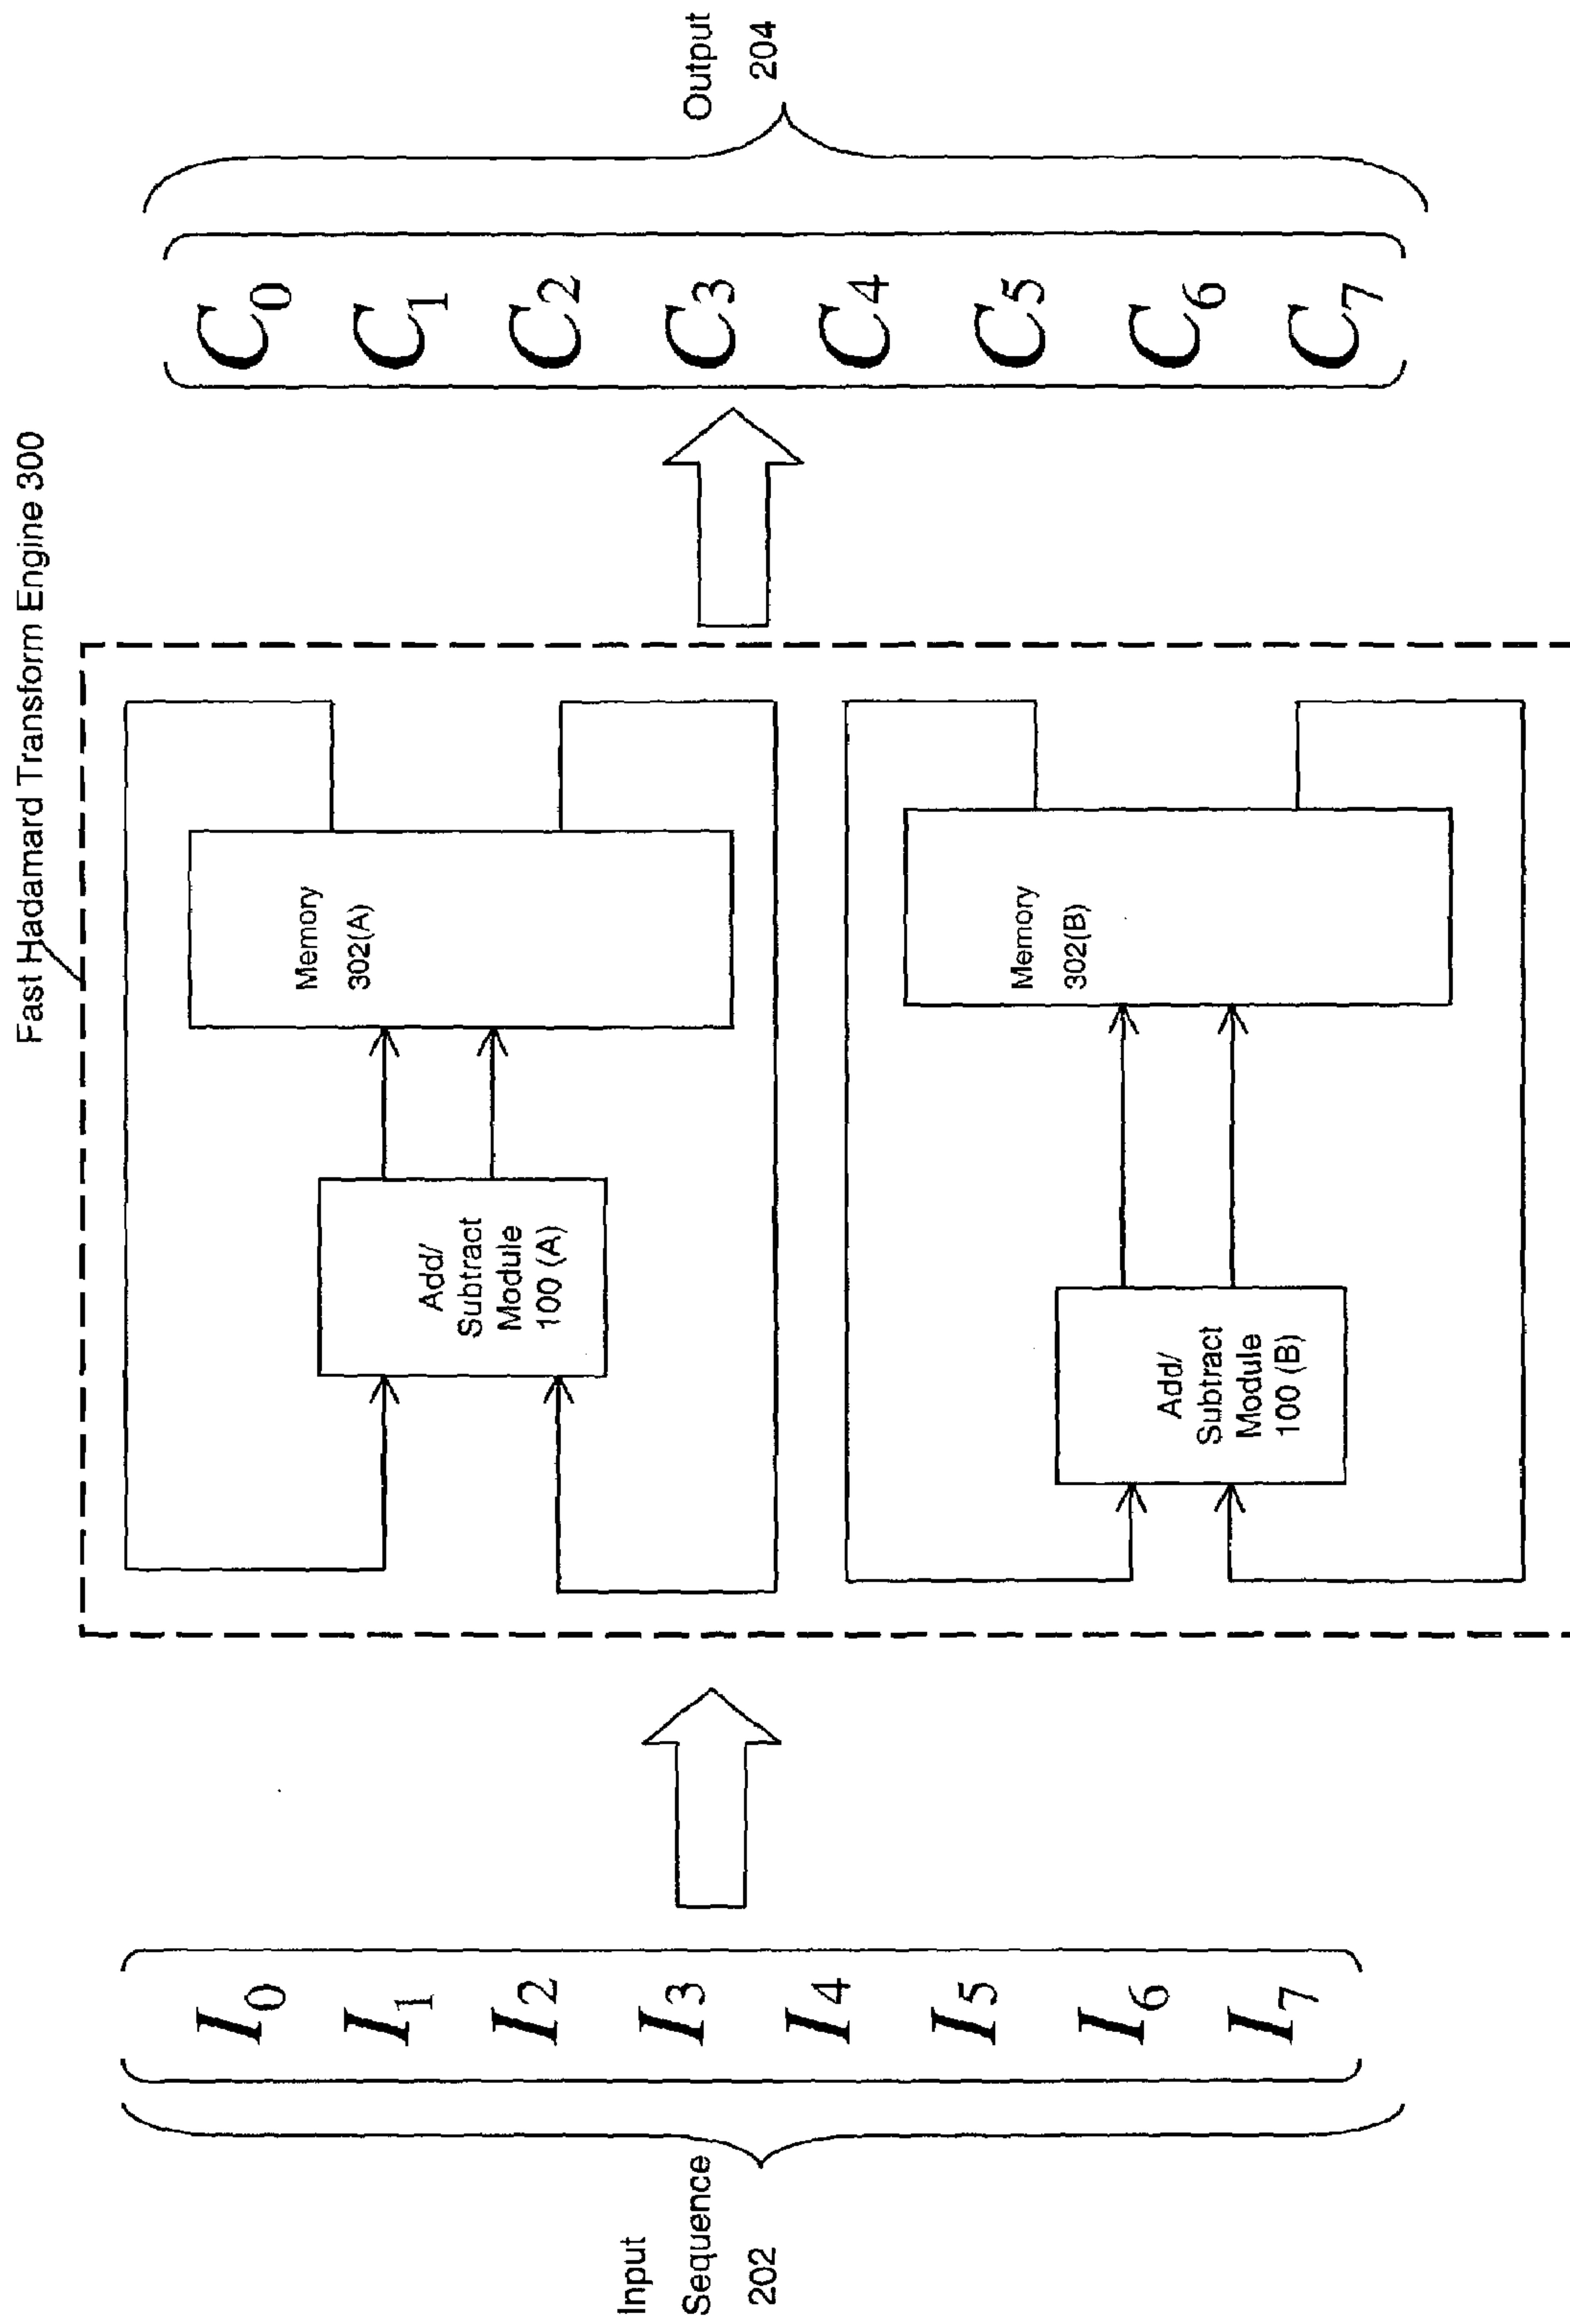 Fast Hadamard Transform Engine 300
Input
Sequence
202
I0
I1
I2
I3
I4
I5
I6
I7
Add/
Subtract
Module
100 (A)
Memory
302(A)
Add/
Subtract
Module
100 (B)
Memory
302(B)
C0
C1
C2
C3
C4
C5
C6
C7
Output
204